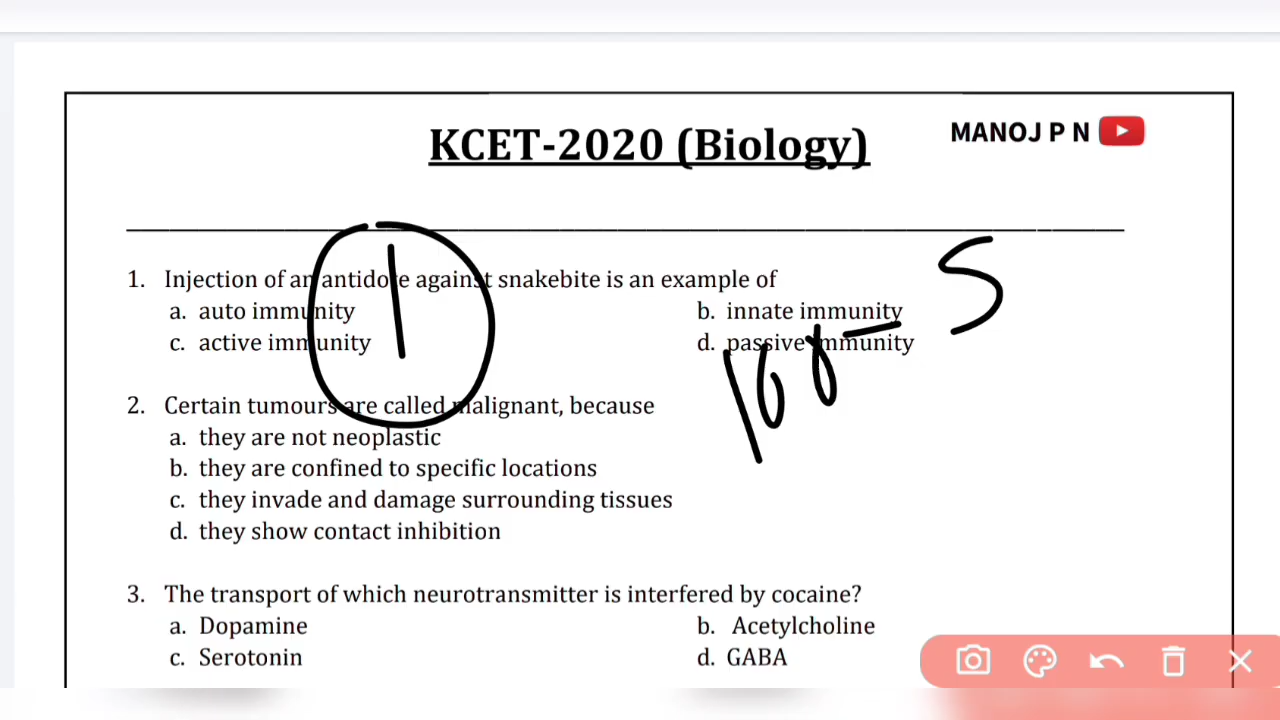 KCET-2020 (Biology)
MANOJ P N
1. Injection of an antidote against snakebite is an example of
a. auto immunity
b. innate immunity
c. active immunity
d. passive immunity
1
5
2. Certain tumours are called malignant, because
a. they are not neoplastic
b. they are confined to specific locations
c. they invade and damage surrounding tissues
d. they show contact inhibition
3. The transport of which neurotransmitter is interfered by cocaine?
a. Dopamine
b. Acetylcholine
c. Serotonin
d. GABA